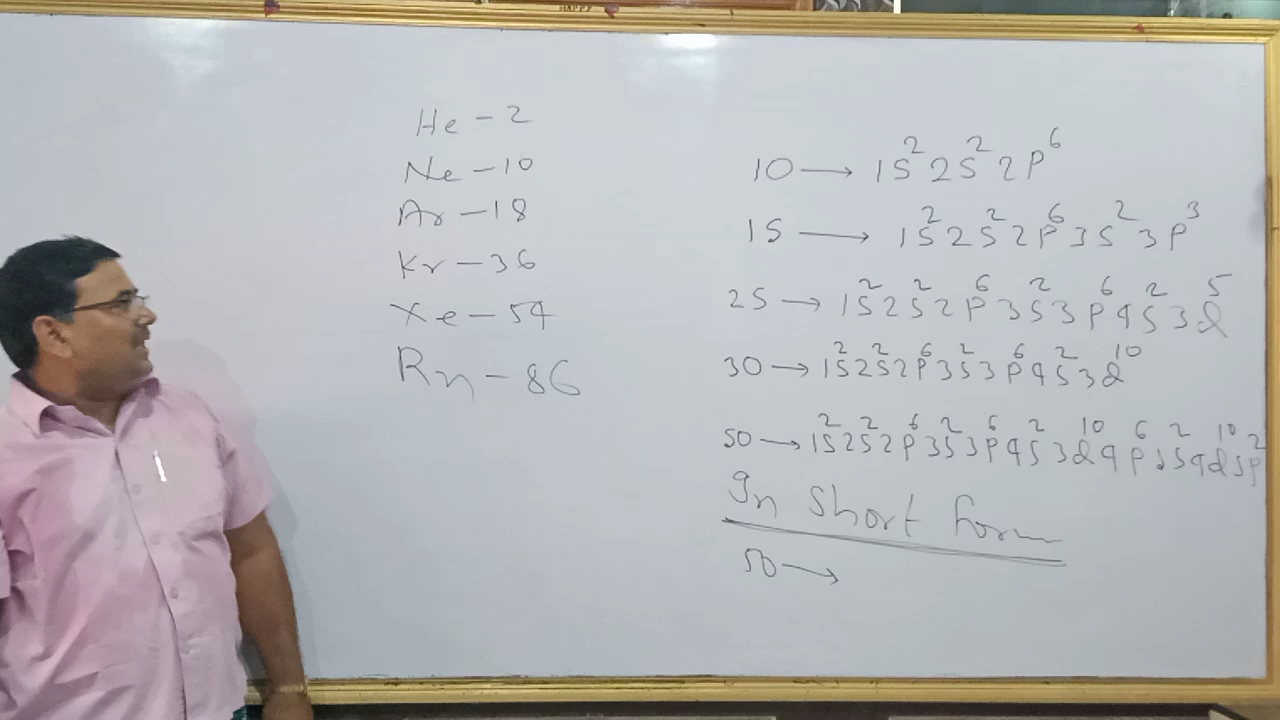 HAPPY
He - 2
Ne - 10
Ar - 18
Kr - 36
Xe - 54
Rn - 86
10 → 1s² 2s² 2p⁶
15 → 1s² 2s² 2p⁶ 3s² 3p³
25 → 1s² 2s² 2p⁶ 3s² 3p⁶ 4s² 3d⁵
30 → 1s² 2s² 2p⁶ 3s² 3p⁶ 4s² 3d¹⁰
50 → 1s² 2s² 2p⁶ 3s² 3p⁶ 4s² 3d¹⁰ 4p⁶ 5s² 4d¹⁰ 5p²
In Short Form
50 →